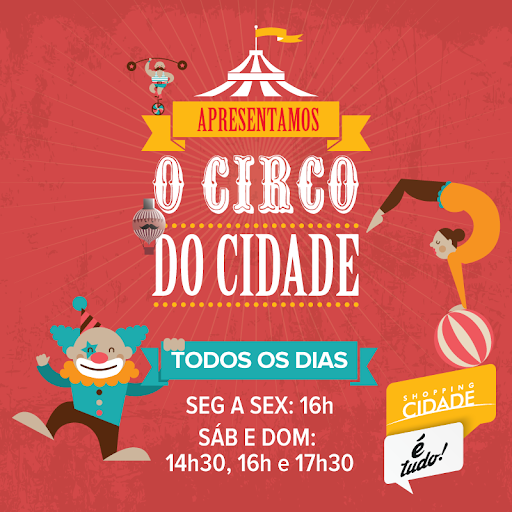 APRESENTAMOS
O CIRCO
DO CIDADE
TODOS OS DIAS
SEG A SEX: 16h
SÁB E DOM:
14h30, 16h e 17h30
SHOPPING
CIDADE
é
tudo!